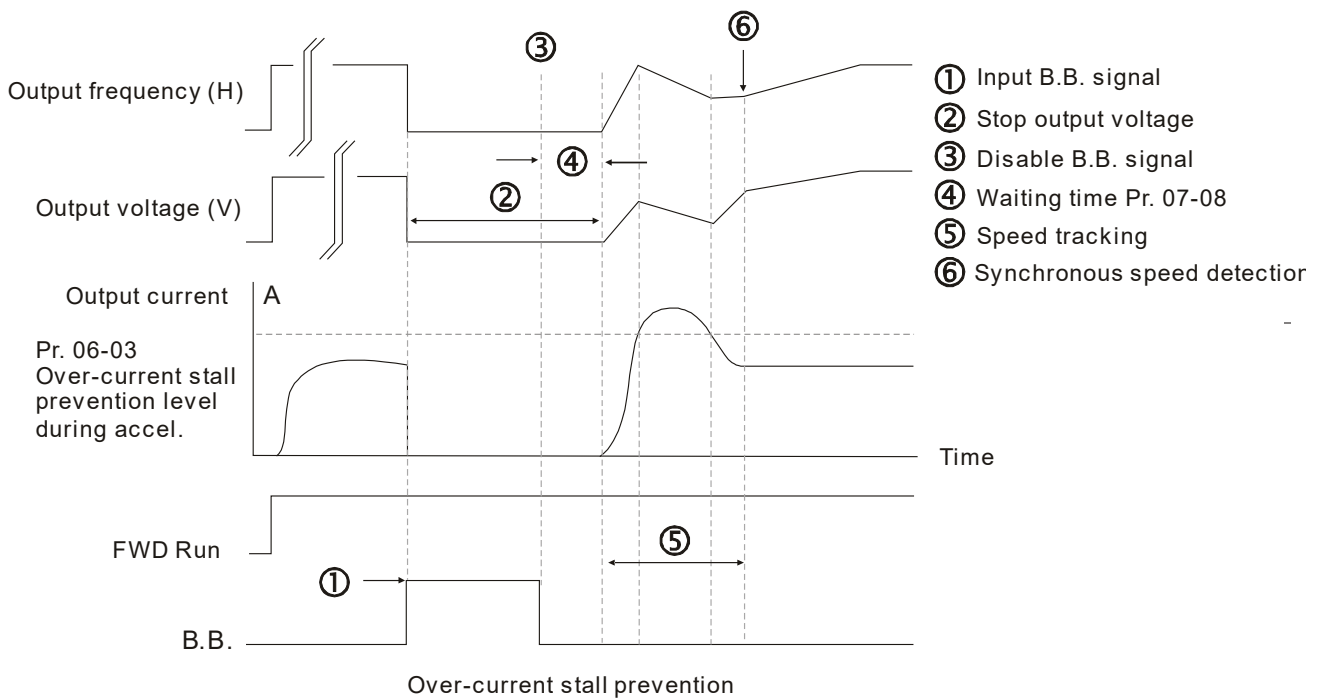 ⑥
③
Output frequency (H)
④
②
Output voltage (V)
① Input B.B. signal
② Stop output voltage
③ Disable B.B. signal
④ Waiting time Pr. 07-08
⑤ Speed tracking
⑥ Synchronous speed detection
Output current
A
Pr. 06-03
Over-current stall
prevention level
during accel.
Time
FWD Run
⑤
①
B.B.
Over-current stall prevention